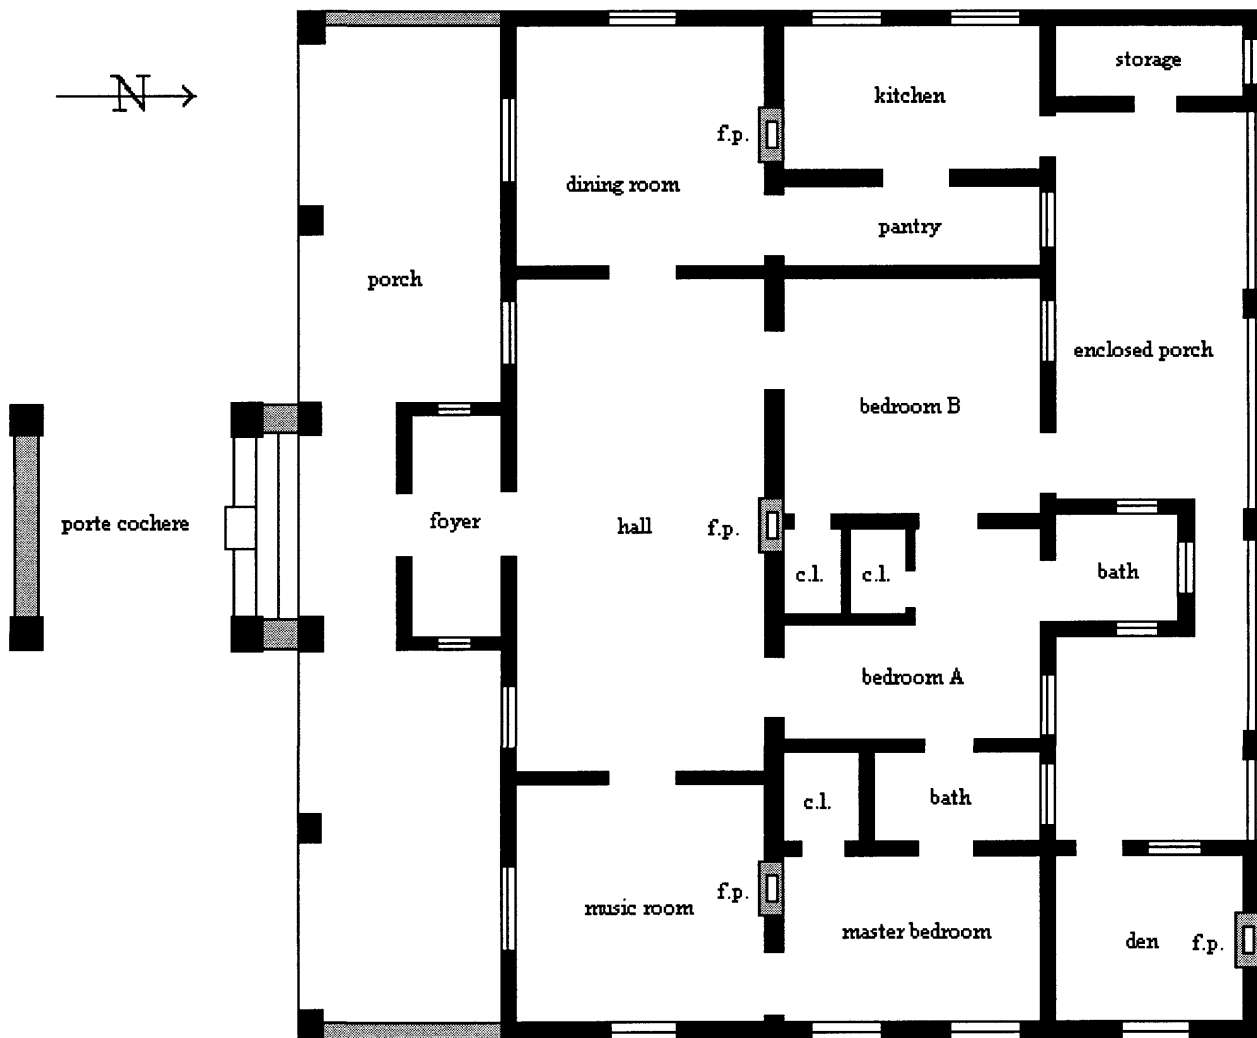 storage
N
kitchen
f.p.
dining room
pantry
porch
enclosed porch
bedroom B
porte cochere
foyer
hall
f.p.
c.l.
c.l.
bath
bedroom A
c.l.
bath
f.p.
music room
master bedroom
den
f.p.